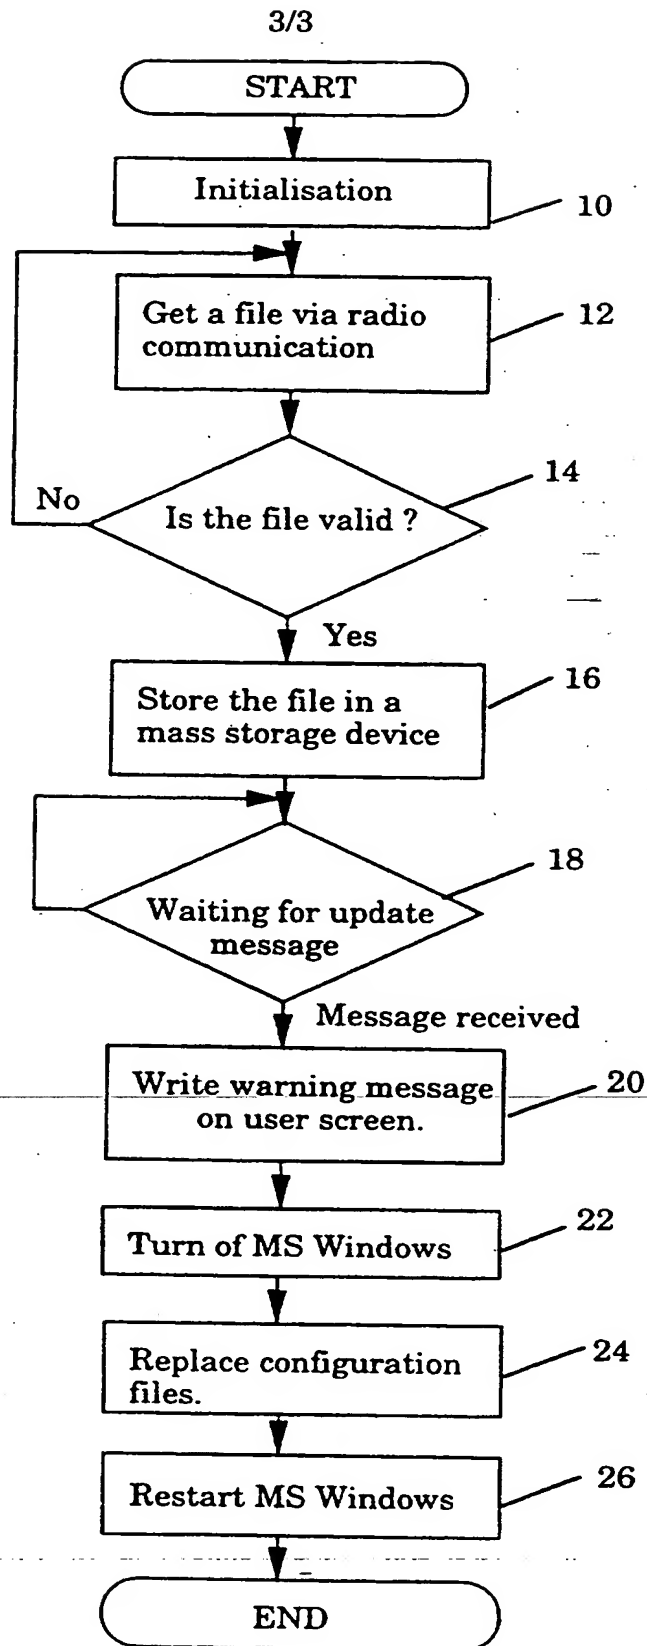 3/3
START
Initialisation
10
Get a file via radio
communication
12
14
No
Is the file valid ?
Yes
16
Store the file in a
mass storage device
18
Waiting for update
message
Message received
Write warning message
on user screen.
20
22
Turn of MS Windows
24
Replace configuration
files.
26
Restart MS Windows
END